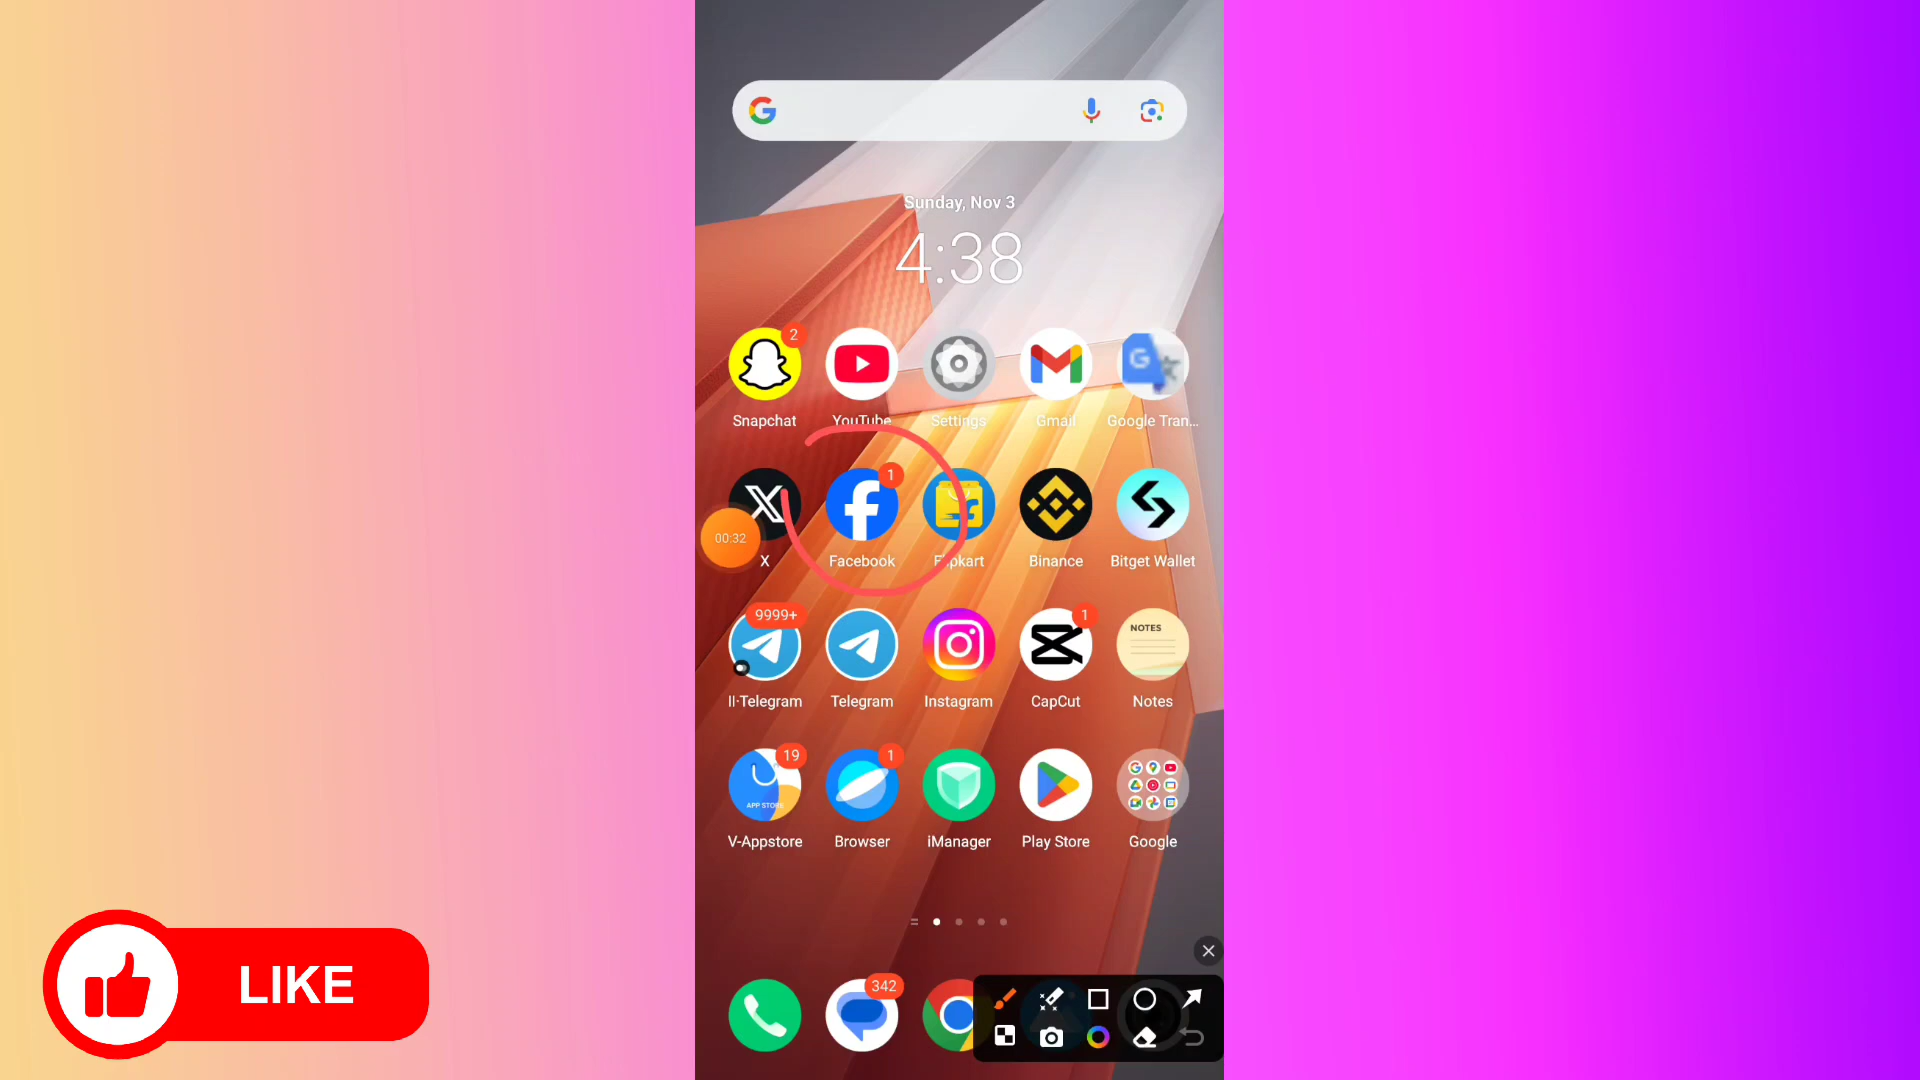 Sunday, Nov 3
4:38
2
Snapchat
YouTube
Settings
Gmail
Google Tran...
1
00:32
X
Facebook
Flipkart
Binance
Bitget Wallet
9999+
1
NOTES
II·Telegram
Telegram
Instagram
CapCut
Notes
19
1
APP STORE
V-Appstore
Browser
iManager
Play Store
Google
342
LIKE